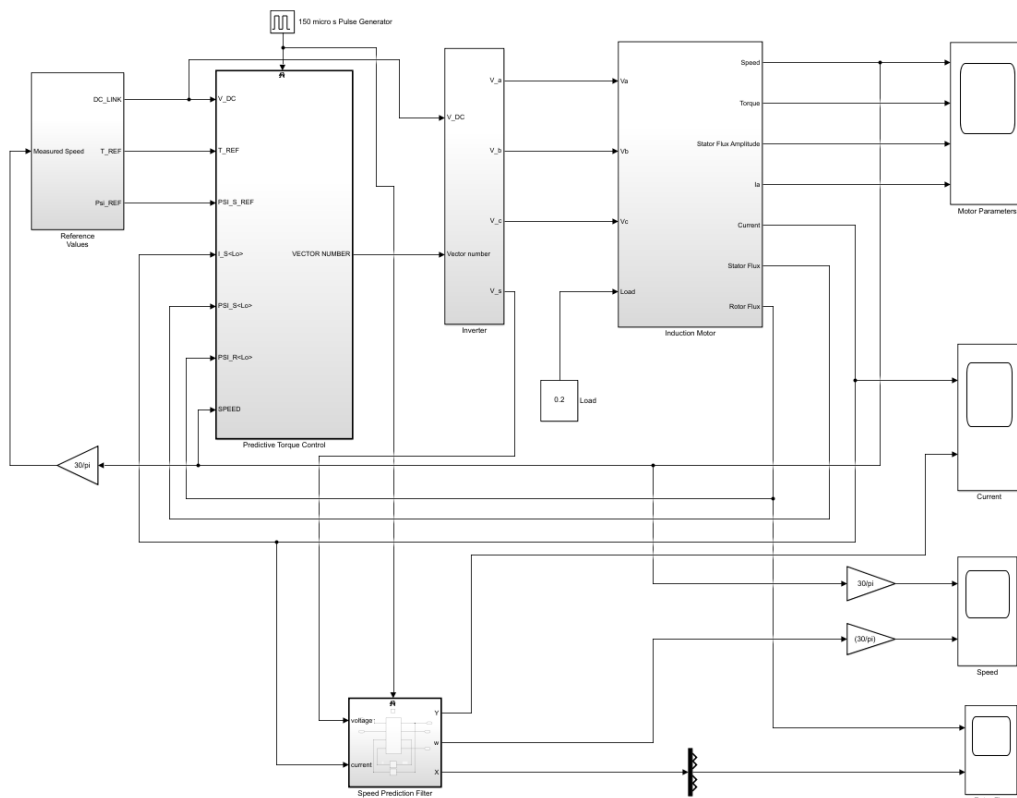 150 micro s Pulse Generator
DC_LINK
Measured Speed
T_REF
Psi_REF
Reference
Values
V_DC
T_REF
PSI_S_REF
I_S<Lo>
PSI_S<Lo>
PSI_R<Lo>
SPEED
VECTOR NUMBER
Predictive Torque Control
V_DC
Vector number
V_a
V_b
V_c
V_s
Inverter
Va
Vb
Vc
Load
Speed
Torque
Stator Flux Amplitude
Ia
Current
Stator Flux
Rotor Flux
Induction Motor
Motor Parameters
0.2
Load
30/pi
Current
30/pi
(30/pi)
Speed
voltage
current
Y
w
X
Speed Prediction Filter